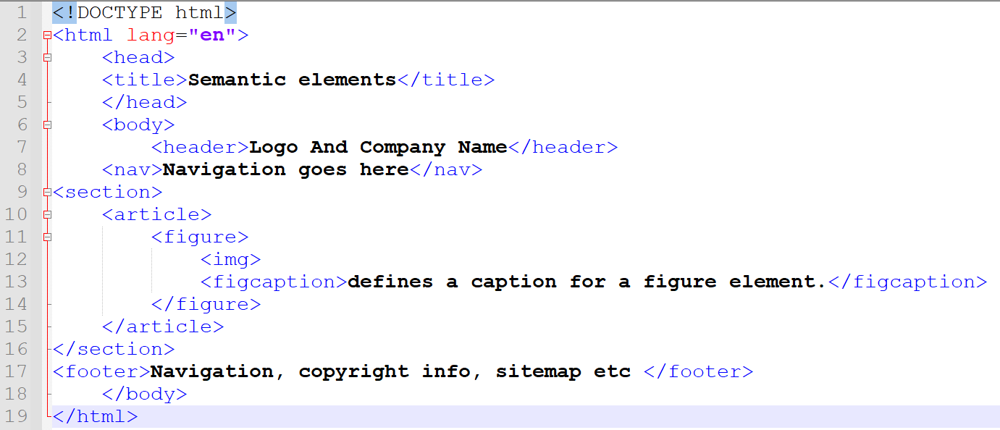 1 <!DOCTYPE html>
2 <html lang="en">
3     <head>
4     <title>Semantic elements</title>
5     </head>
6     <body>
7         <header>Logo And Company Name</header>
8     <nav>Navigation goes here</nav>
9 <section>
10     <article>
11         <figure>
12             <img>
13             <figcaption>defines a caption for a figure element.</figcaption>
14         </figure>
15     </article>
16 </section>
17 <footer>Navigation, copyright info, sitemap etc </footer>
18     </body>
19 </html>